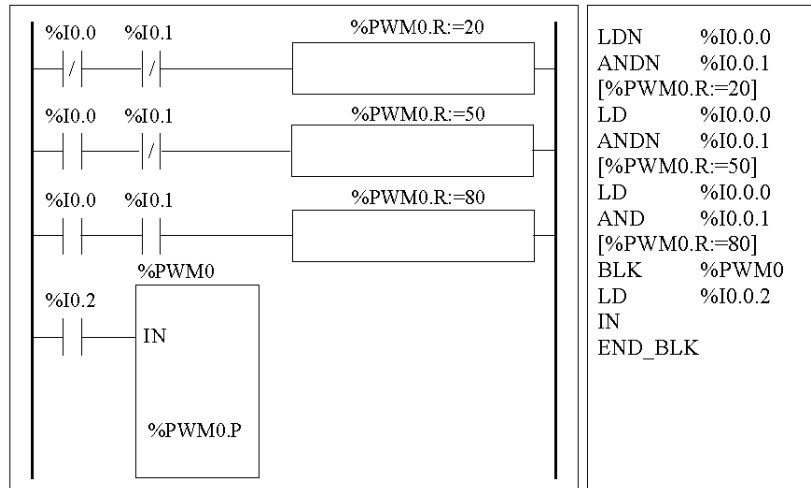 %I0.0 %I0.1 %PWM0.R:=20
/ /
%I0.0 %I0.1 %PWM0.R:=50
/
%I0.0 %I0.1 %PWM0.R:=80
%PWM0
%I0.2
IN
%PWM0.P
LDN %I0.0.0
ANDN %I0.0.1
[%PWM0.R:=20]
LD %I0.0.0
ANDN %I0.0.1
[%PWM0.R:=50]
LD %I0.0.0
AND %I0.0.1
[%PWM0.R:=80]
BLK %PWM0
LD %I0.0.2
IN
END_BLK